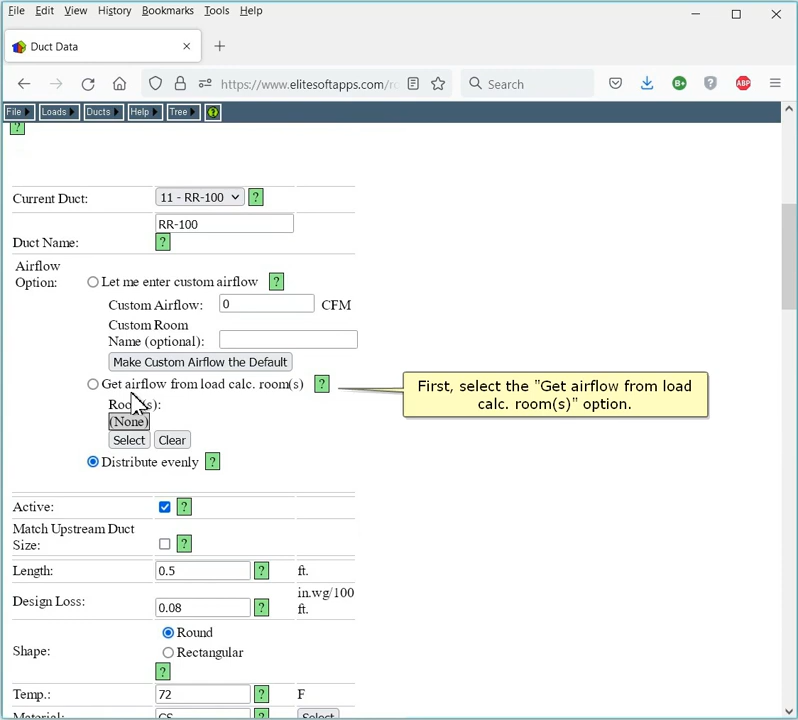 File Edit View History Bookmarks Tools Help
Duct Data
https://www.elitesoftapps.com/
Search
B+
ABP
File Loads Ducts Help Tree ?
?
Current Duct: 11 - RR-100 ?
RR-100
Duct Name: ?
Airflow
Option:
Let me enter custom airflow ?
Custom Airflow: 0 CFM
Custom Room
Name (optional):
Make Custom Airflow the Default
Get airflow from load calc. room(s) ?
First, select the "Get airflow from load
calc. room(s)" option.
(None)
Select Clear
Distribute evenly ?
Active: ?
Match Upstream Duct
Size: ?
Length: 0.5 ? ft.
Design Loss: 0.08 ? in.wg/100
ft.
Shape:
Round
Rectangular
?
Temp.: 72 ? F
Material: GS ? Select